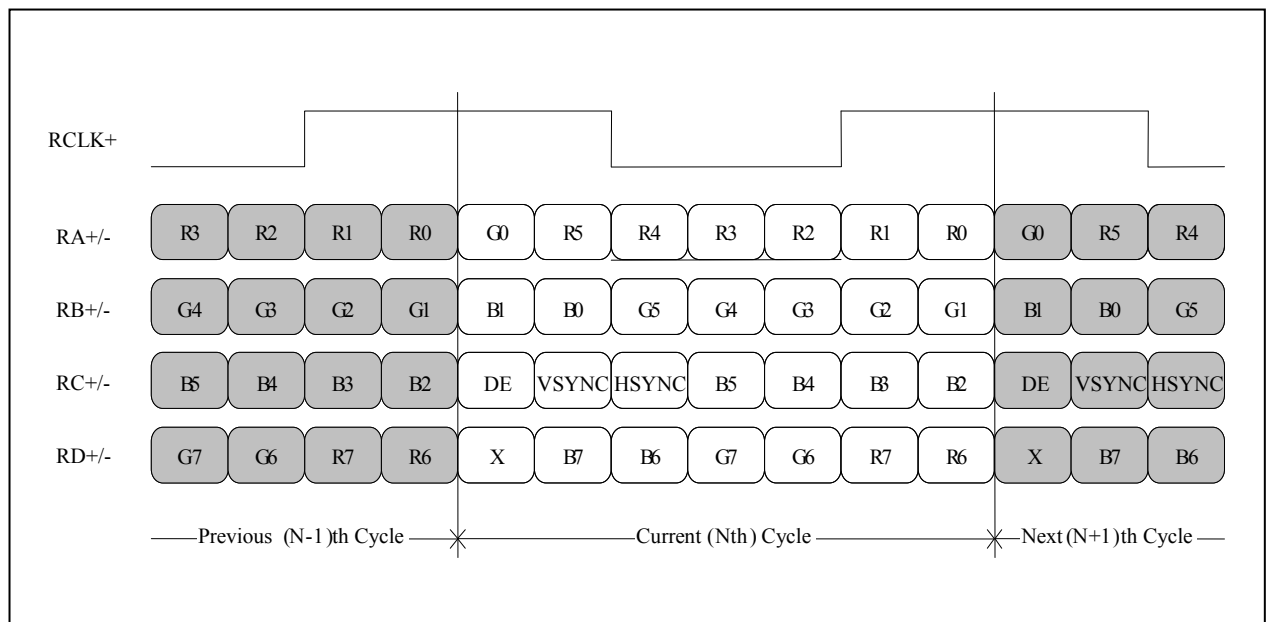 RCLK+
RA+/- R3 R2 R1 R0 G0 R5 R4 R3 R2 R1 R0 G0 R5 R4
RB+/- G4 G3 G2 G1 B1 B0 G5 G4 G3 G2 G1 B1 B0 G5
RC+/- B5 B4 B3 B2 DE VSYNC HSYNC B5 B4 B3 B2 DE VSYNC HSYNC
RD+/- G7 G6 R7 R6 X B7 B6 G7 G6 R7 R6 X B7 B6
Previous (N-1)th Cycle Current (Nth) Cycle Next (N+1)th Cycle